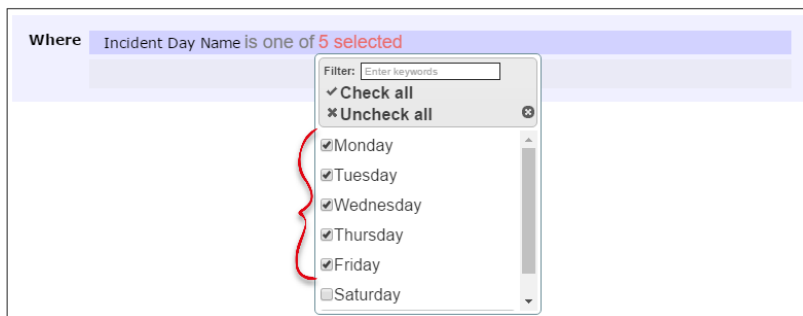 Where Incident Day Name is one of 5 selected
Filter: Enter keywords
Check all
Uncheck all
Monday
Tuesday
Wednesday
Thursday
Friday
Saturday